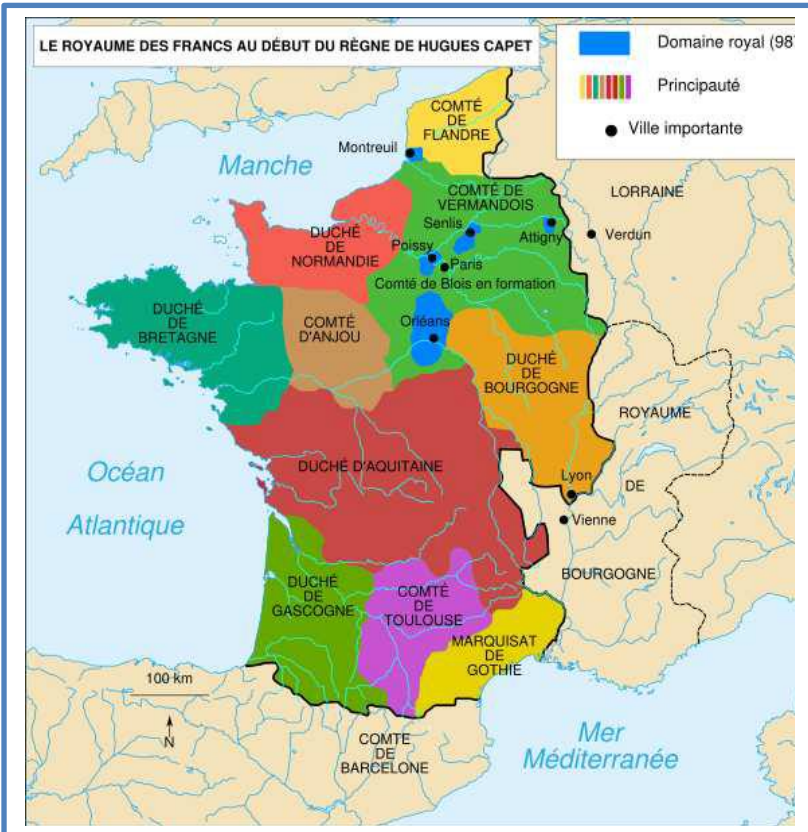 LE ROYAUME DES FRANCS AU DÉBUT DU RÈGNE DE HUGUES CAPET
Domaine royal (987
Principauté
Ville importante
COMTÉ
DE
FLANDRE
Montreuil
Manche
COMTÉ DE
VERMANDOIS
LORRAINE
Senlis
Attigny
Verdun
DUCHÉ
DE
NORMANDIE
Poissy
Paris
Comté de Blois en formation
DUCHÉ
DE
BRETAGNE
COMTÉ
D'ANJOU
Orléans
DUCHÉ
DE
BOURGOGNE
ROYAUME
DUCHÉ D'AQUITAINE
Océan
Atlantique
Lyon
DE
Vienne
BOURGOGNE
DUCHÉ
DE
GASCOGNE
COMTÉ
DE
TOULOUSE
MARQUISAT
DE
GOTHIE
100 km
N
COMTE
DE
BARCELONE
Mer
Méditerranée